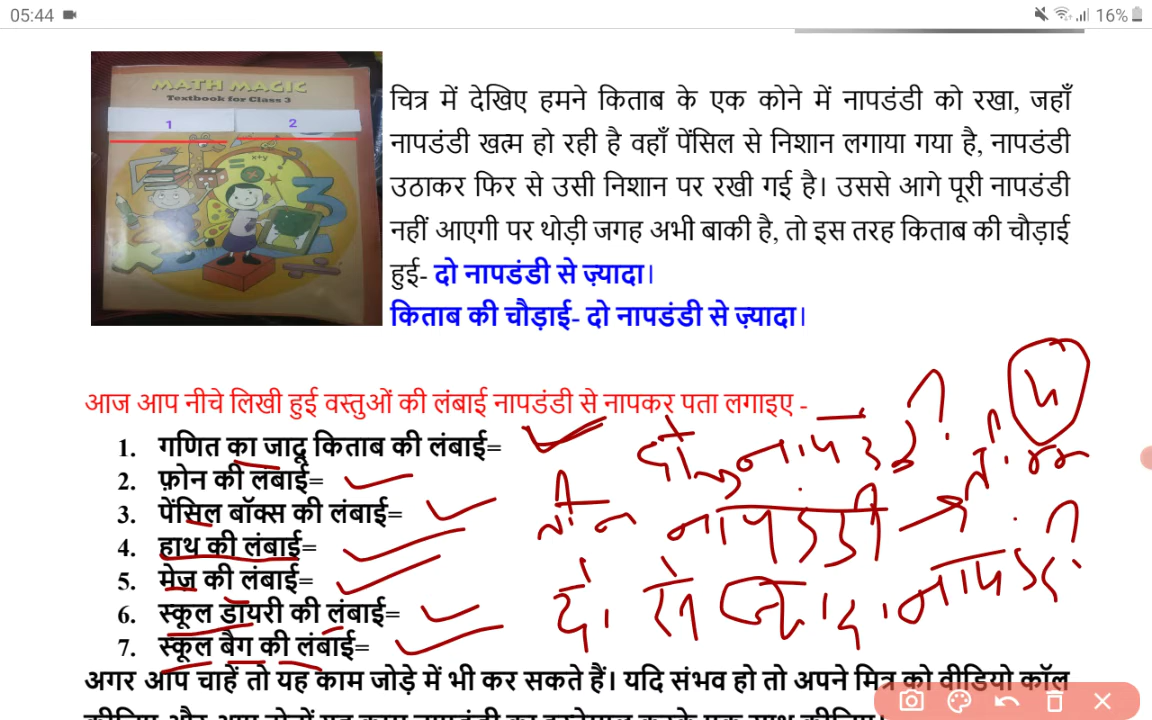 05:44
16%
MATH MAGIC
Textbook for Class 3
1 2
चित्र में देखिए हमने किताब के एक कोने में नापडंडी को रखा, जहाँ
नापडंडी खत्म हो रही है वहाँ पेंसिल से निशान लगाया गया है, नापडंडी
उठाकर फिर से उसी निशान पर रखी गई है। उससे आगे पूरी नापडंडी
नहीं आएगी पर थोड़ी जगह अभी बाकी है, तो इस तरह किताब की चौड़ाई
हुई- दो नापडंडी से ज़्यादा।
किताब की चौड़ाई- दो नापडंडी से ज़्यादा।
आज आप नीचे लिखी हुई वस्तुओं की लंबाई नापडंडी से नापकर पता लगाइए -
1. गणित का जादू किताब की लंबाई=
2. फ़ोन की लंबाई=
3. पेंसिल बॉक्स की लंबाई=
4. हाथ की लंबाई=
5. मेज़ की लंबाई=
6. स्कूल डायरी की लंबाई=
7. स्कूल बैग की लंबाई=
दो
तीन नापडंडी
दो से
अगर आप चाहें तो यह काम जोड़े में भी कर सकते हैं। यदि संभव हो तो अपने मित्र को वीडियो कॉल